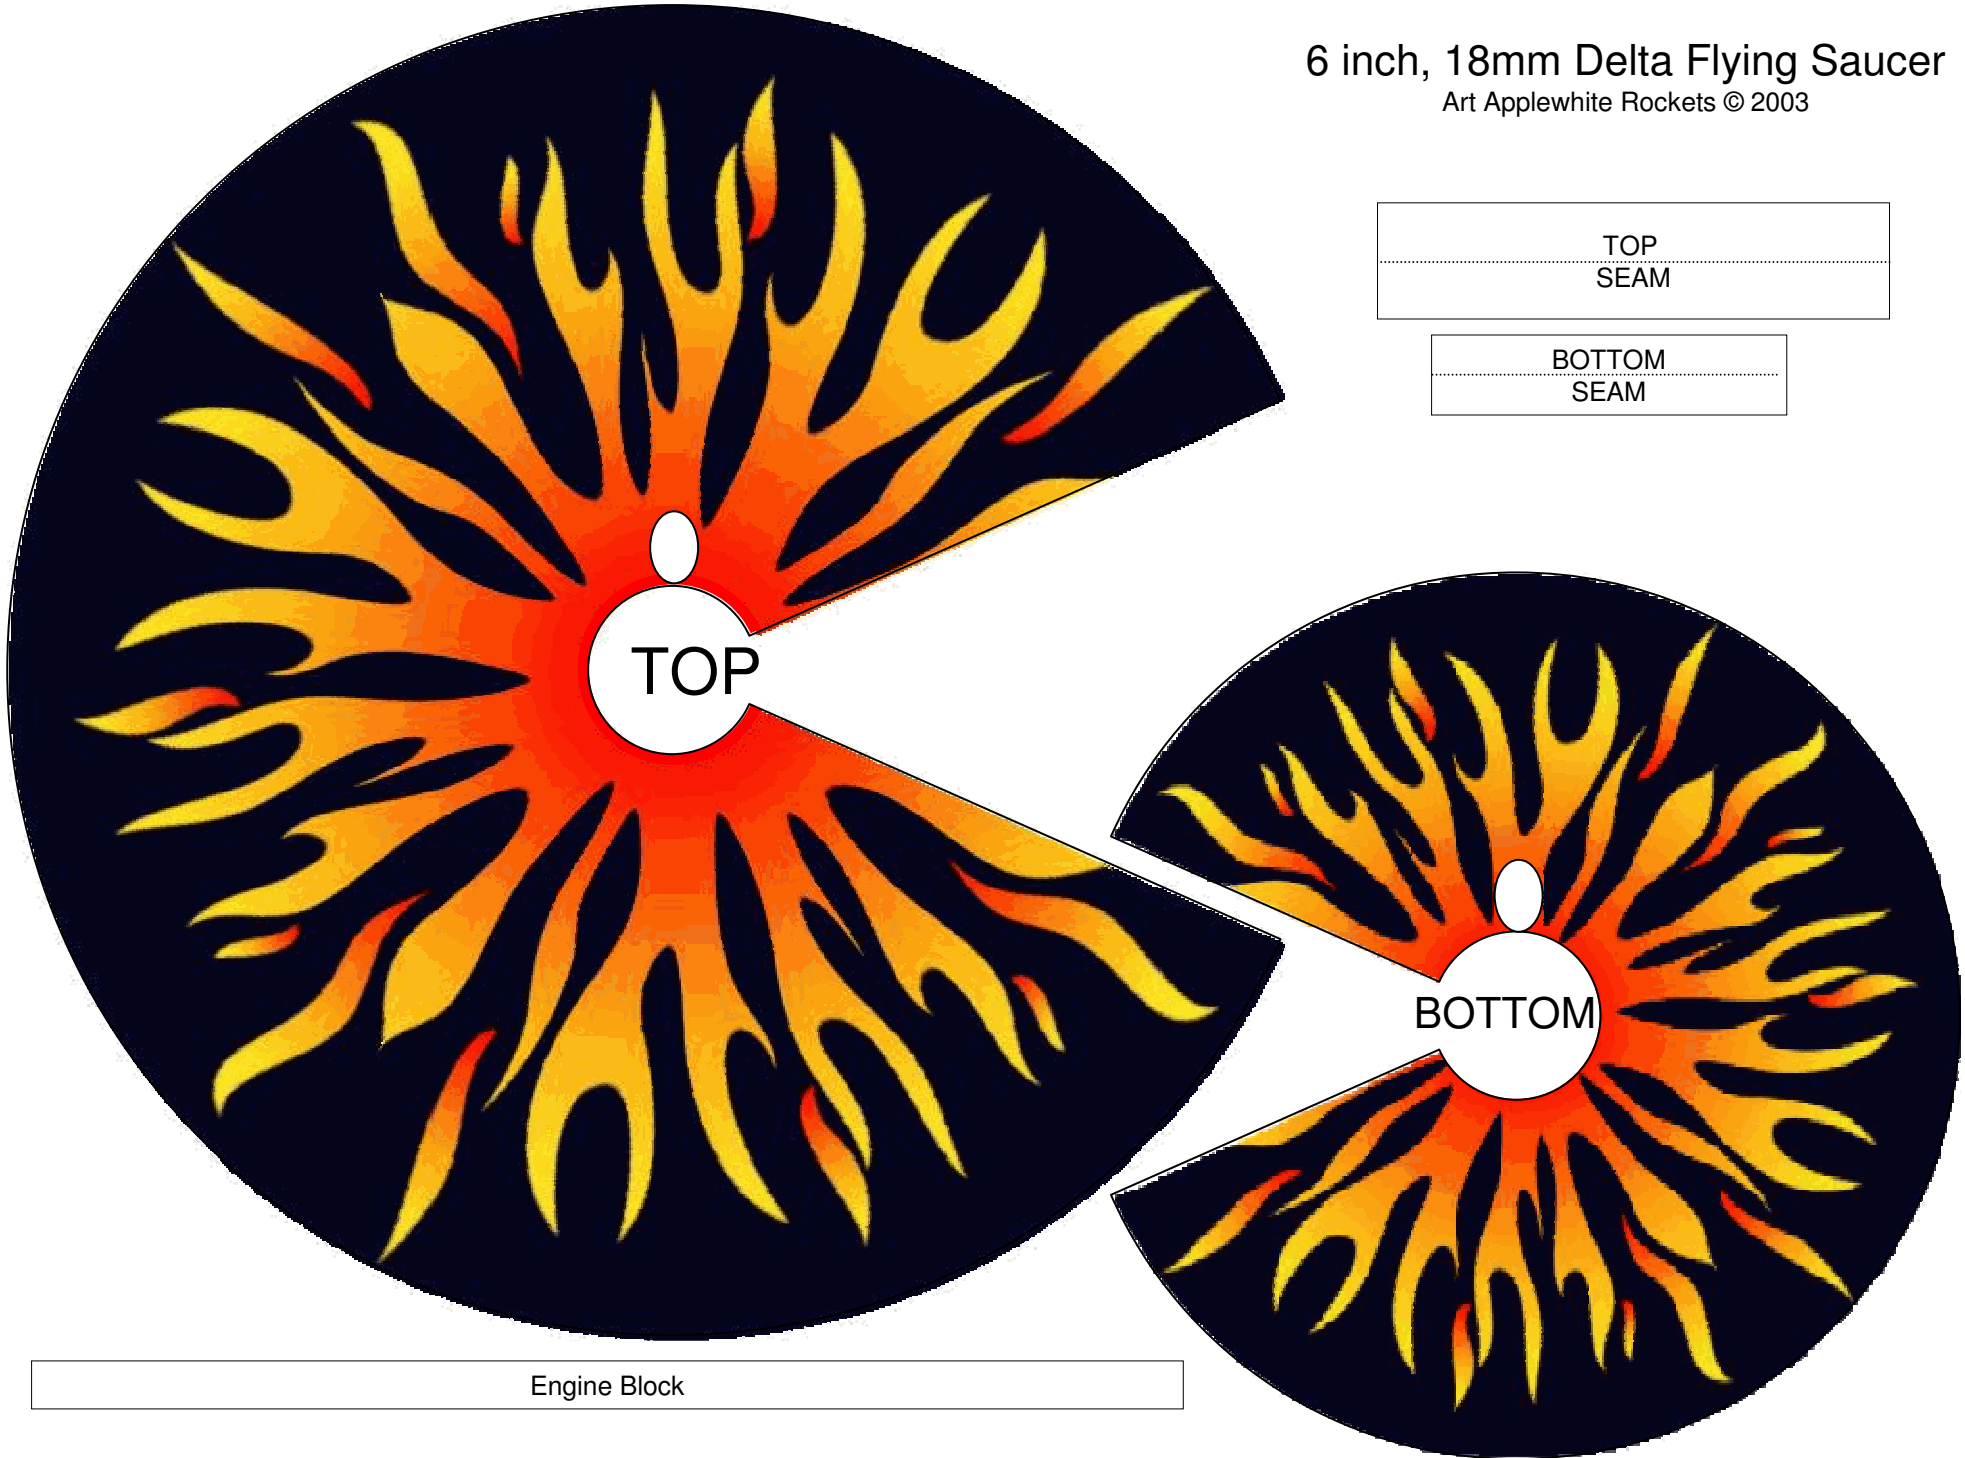 6 inch, 18mm Delta Flying Saucer
Art Applewhite Rockets © 2003
TOP
SEAM
BOTTOM
SEAM
TOP
BOTTOM
Engine Block